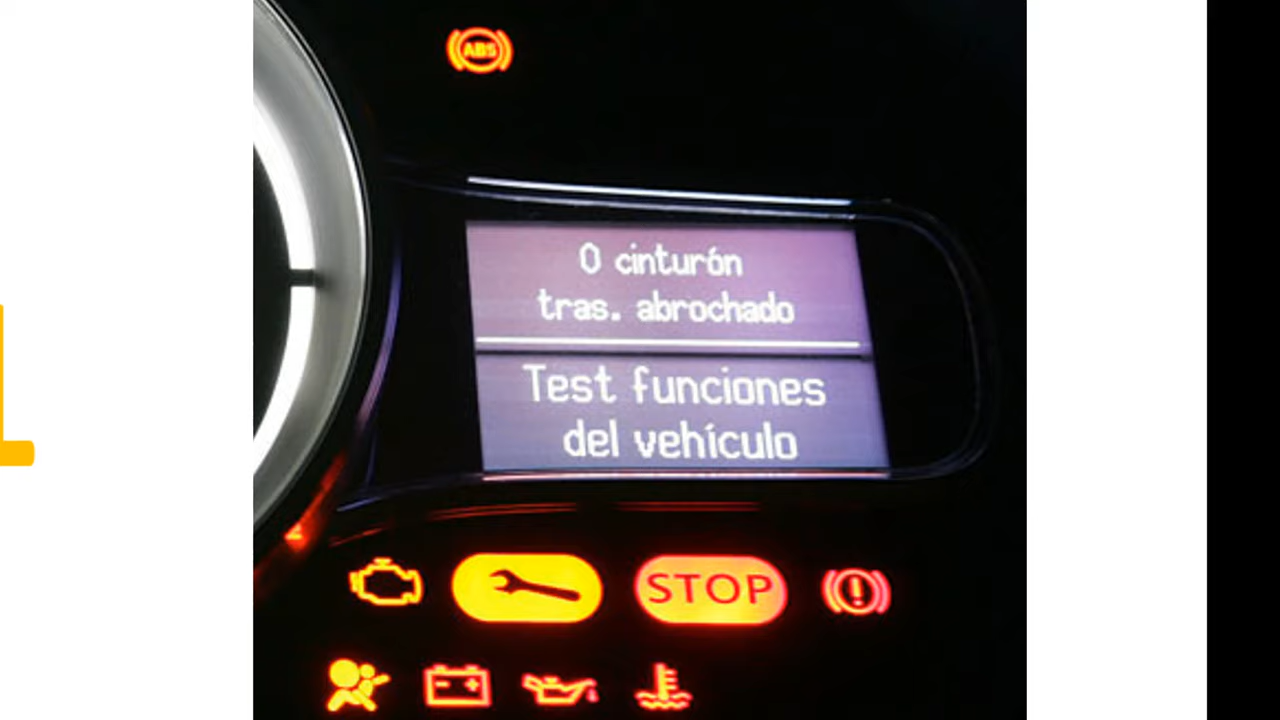 ABS
0 cinturón
tras. abrochado
Test funciones
del vehículo
STOP